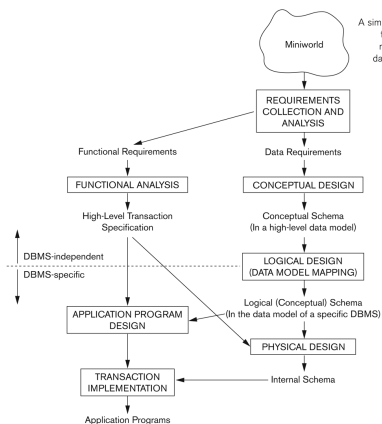 Miniworld
A sim
REQUIREMENTS
COLLECTION AND
ANALYSIS
Functional Requirements
Data Requirements
FUNCTIONAL ANALYSIS
CONCEPTUAL DESIGN
High-Level Transaction
Specification
Conceptual Schema
(In a high-level data model)
DBMS-independent
DBMS-specific
LOGICAL DESIGN
(DATA MODEL MAPPING)
Logical (Conceptual) Schema
(In the data model of a specific DBMS)
APPLICATION PROGRAM
DESIGN
PHYSICAL DESIGN
TRANSACTION
IMPLEMENTATION
Internal Schema
Application Programs